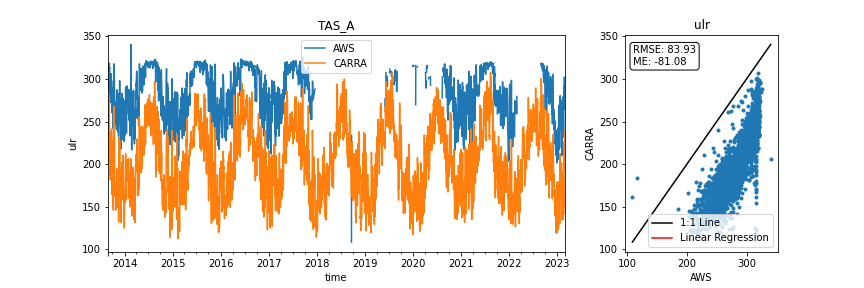 TAS_A
ulr
350
300
250
200
150
100
ulr
AWS
CARRA
2014 2015 2016 2017 2018 2019 2020 2021 2022 2023
time
ulr
350
300
250
200
150
100
CARRA
RMSE: 83.93
ME: -81.08
1:1 Line
Linear Regression
100 200 300
AWS